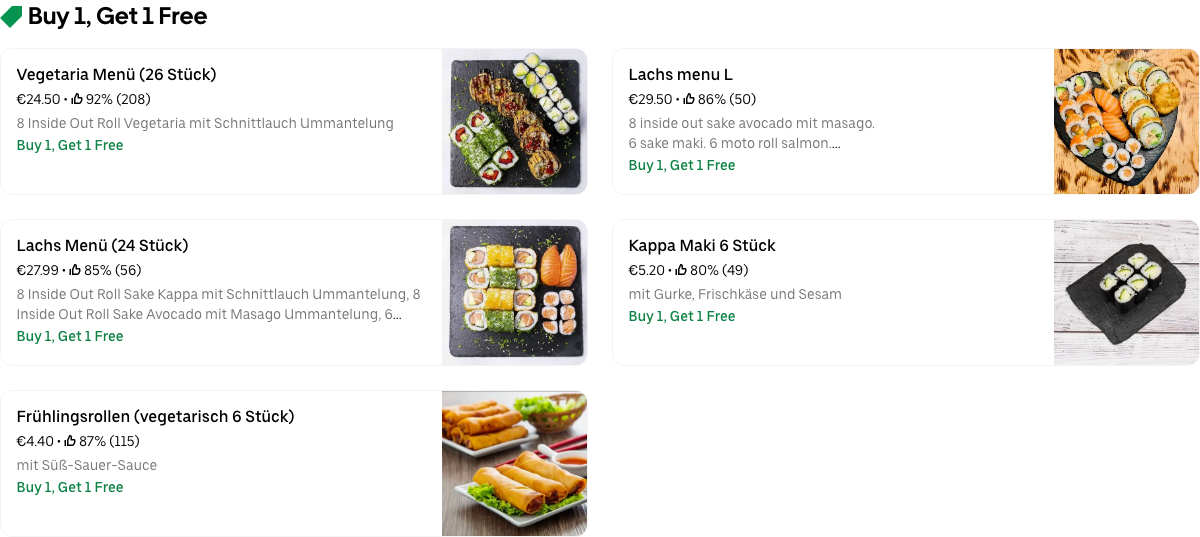 Buy 1, Get 1 Free
Vegetaria Menü (26 Stück)
€24.50 • 92% (208)
8 Inside Out Roll Vegetaria mit Schnittlauch Ummantelung
Buy 1, Get 1 Free
Lachs menu L
€29.50 • 86% (50)
8 inside out sake avocado mit masago.
6 sake maki. 6 moto roll salmon....
Buy 1, Get 1 Free
Lachs Menü (24 Stück)
€27.99 • 85% (56)
8 Inside Out Roll Sake Kappa mit Schnittlauch Ummantelung, 8
Inside Out Roll Sake Avocado mit Masago Ummantelung, 6...
Buy 1, Get 1 Free
Kappa Maki 6 Stück
€5.20 • 80% (49)
mit Gurke, Frischkäse und Sesam
Buy 1, Get 1 Free
Frühlingsrollen (vegetarisch 6 Stück)
€4.40 • 87% (115)
mit Süß-Sauer-Sauce
Buy 1, Get 1 Free